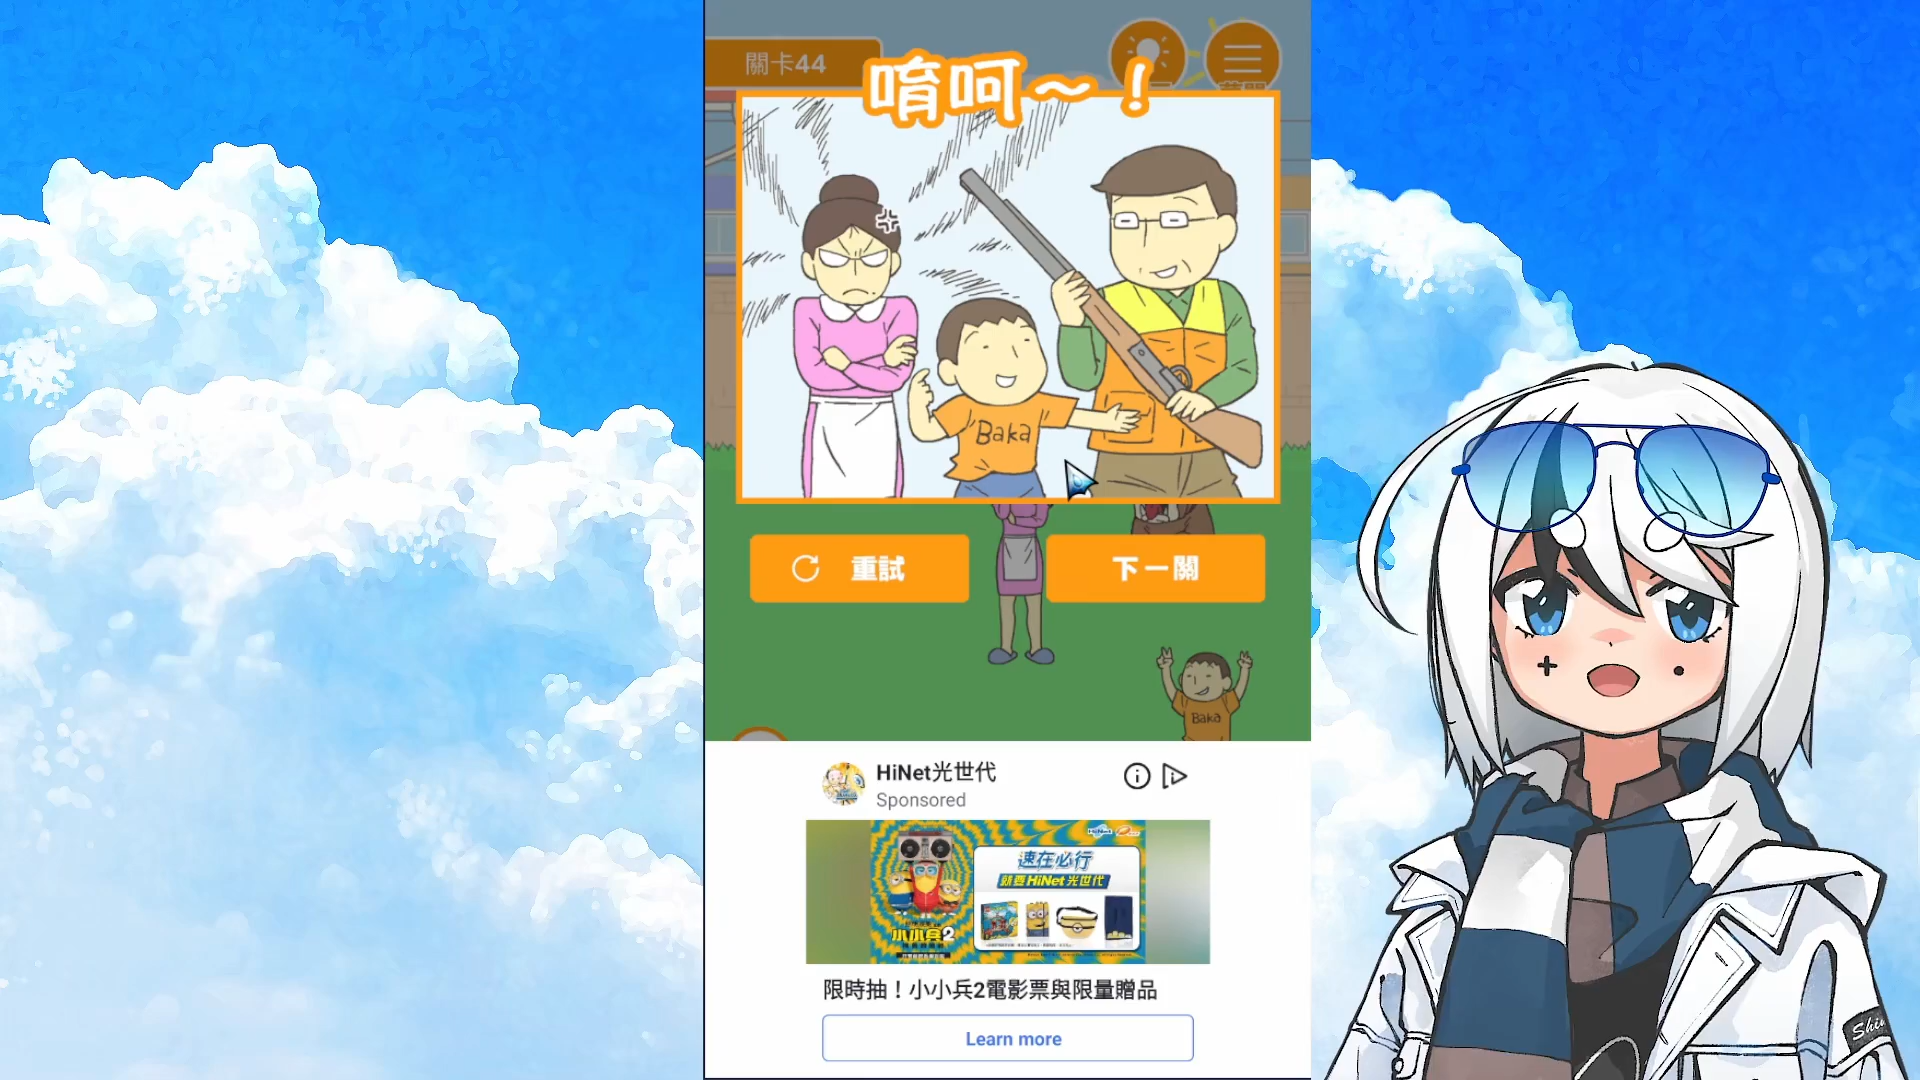 關卡44
唷呵～！
Baka
重試
下一關
Baka
HiNet光世代
Sponsored
HiNet
速在必行
就要HiNet光世代
小小兵2
限時抽！小小兵2電影票與限量贈品
Learn more